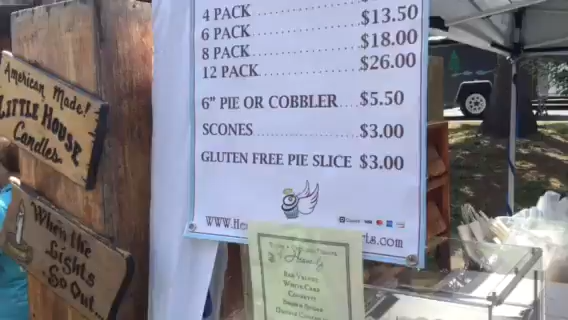 American Made!
LITTLE HOUSE
Candles
When the
Lights
Go Out...
4 PACK
6 PACK $13.50
8 PACK $18.00
12 PACK $26.00
6" PIE OR COBBLER.... $5.50
SCONES.................... $3.00
GLUTEN FREE PIE SLICE $3.00
RED VELVET